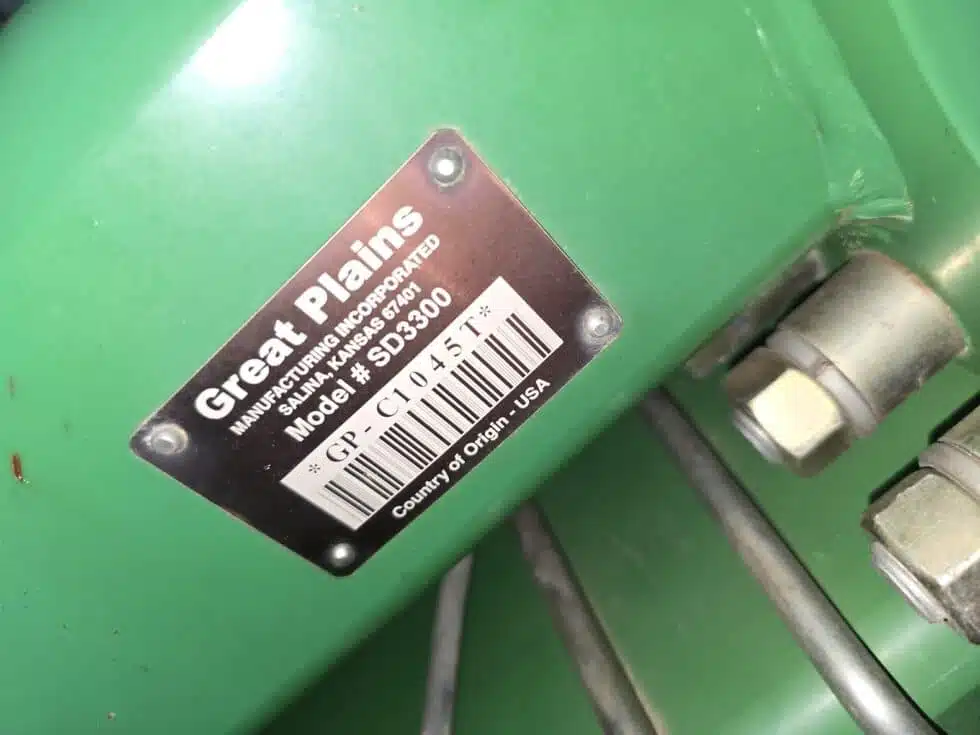 Great Plains
MANUFACTURING INCORPORATED
SALINA, KANSAS 67401
Model # SD3300
*GP-C1045T*
Country of Origin - USA